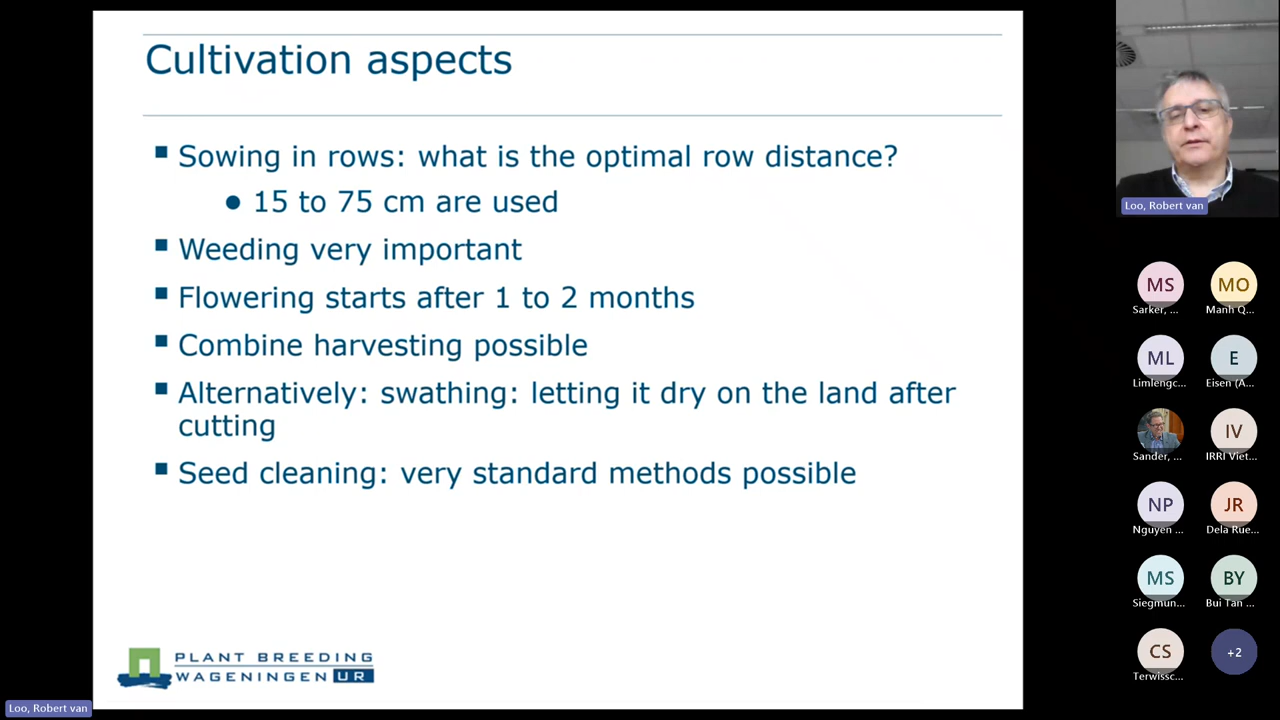 Cultivation aspects
Sowing in rows: what is the optimal row distance?
15 to 75 cm are used
Weeding very important
Flowering starts after 1 to 2 months
Combine harvesting possible
Alternatively: swathing: letting it dry on the land after
cutting
Seed cleaning: very standard methods possible
PLANT BREEDING
WAGENINGEN UR
Loo, Robert van
Loo, Robert van
MS
Sarker, ...
MO
Manh Q...
ML
Limlengc...
E
Eisen (A...
Sander, ...
IV
IRRI Viet...
NP
Nguyen ...
JR
Dela Rue...
MS
Siegmun...
BY
Bui Tan ...
CS
Terwissc...
+2